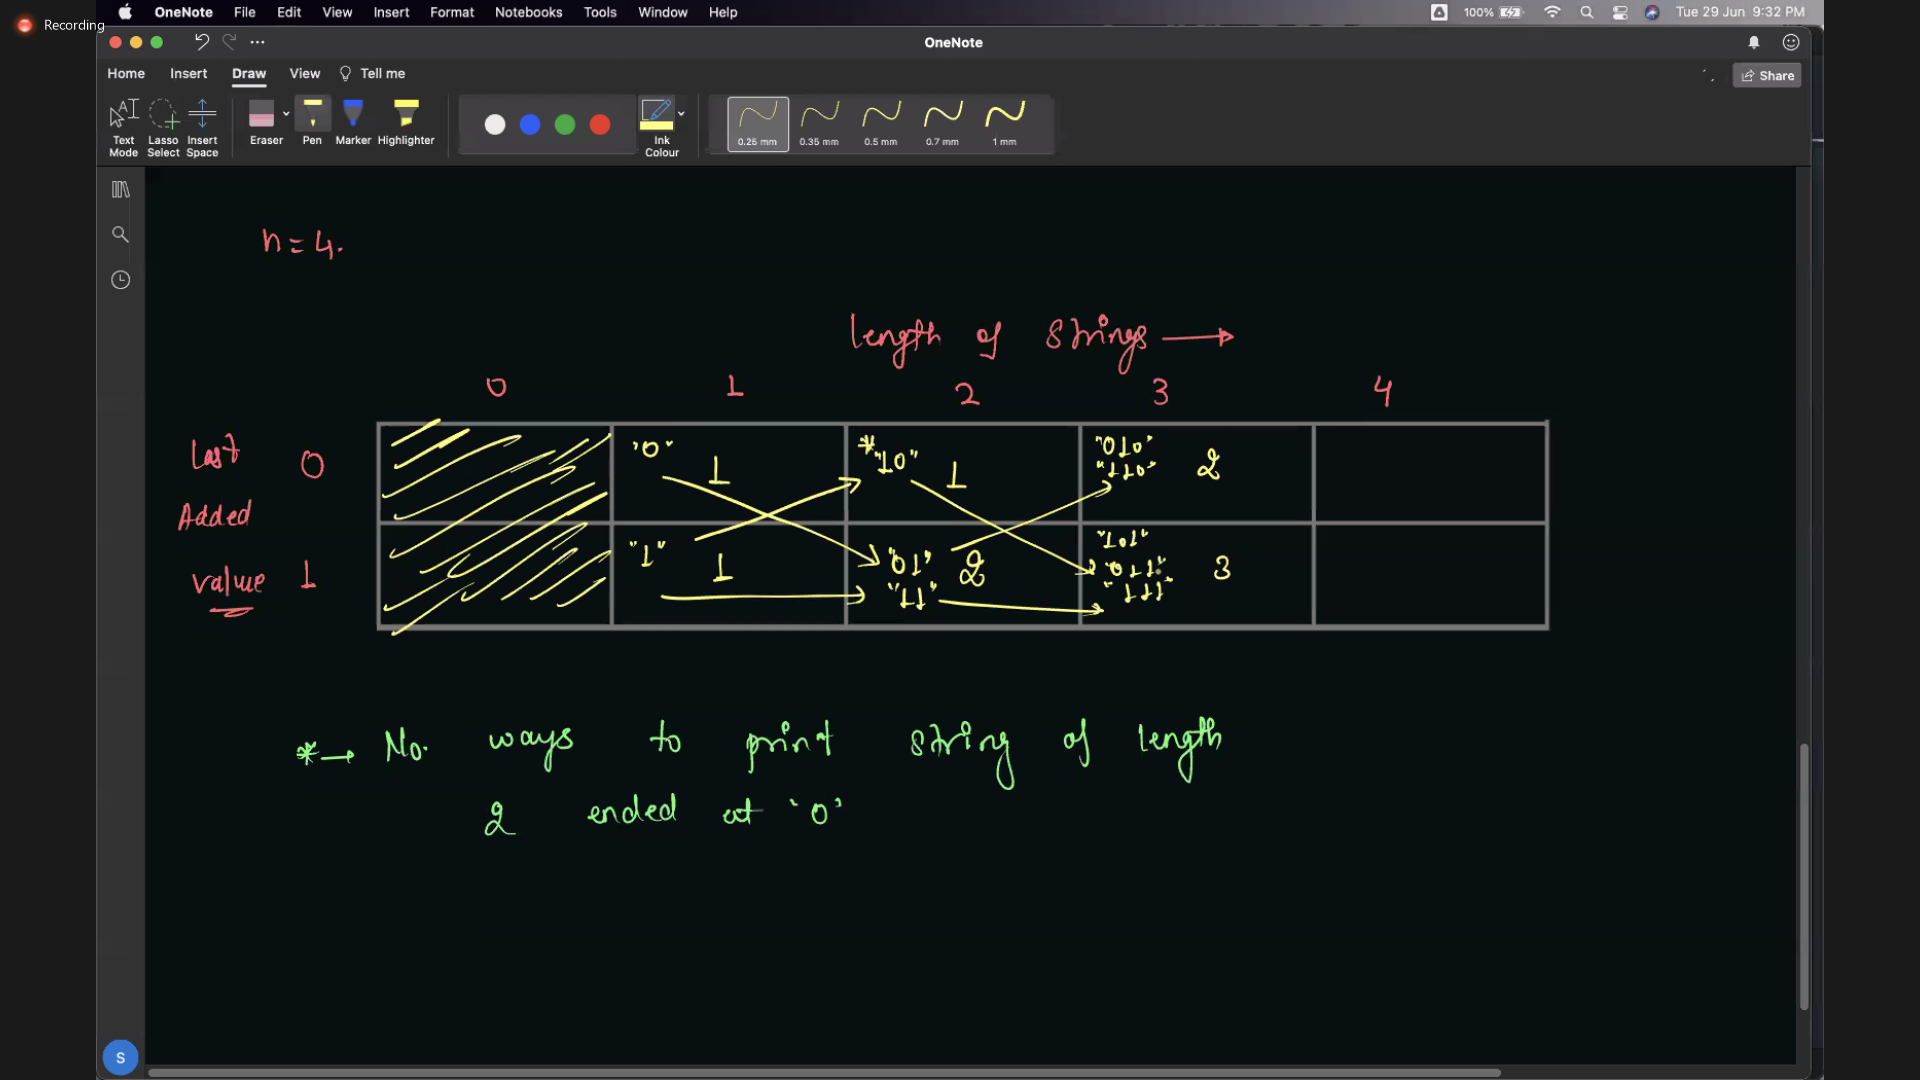 Recording
OneNote File Edit View Insert Format Notebooks Tools Window Help 100% Tue 29 Jun 9:32 PM
OneNote
Home Insert Draw View Tell me Share
Text Mode Lasso Select Insert Space Eraser Pen Marker Highlighter Ink Colour 0.25 mm 0.35 mm 0.5 mm 0.7 mm 1 mm
n = 4.
length of strings →
0 1 2 3 4
Last 0 "0" 1 * "10" 1 "010" "110" 2
Added
value 1 "1" 1 "01" "11" 2 "101" "011" "111" 3
* → No. ways to print string of length
2 ended at '0'
S